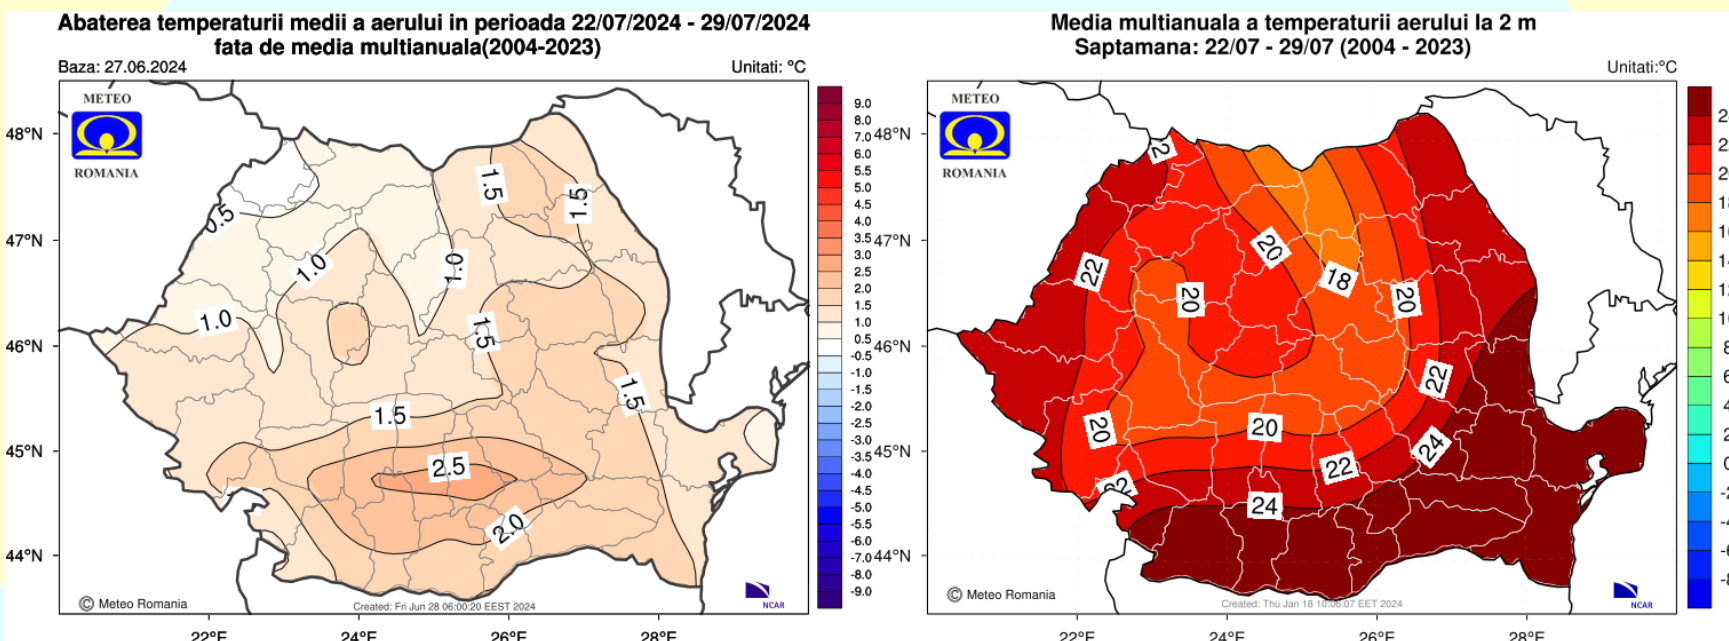 Abaterea temperaturii medii a aerului in perioada 22/07/2024 - 29/07/2024
fata de media multianuala(2004-2023)
Baza: 27.06.2024
Unitati: °C
METEO
ROMANIA
48°N
47°N
46°N
45°N
44°N
22°E
24°E
26°E
28°E
0.5
1.0
1.0
1.0
1.5
1.5
1.5
1.5
1.5
2.5
2.0
9.0
8.0
7.0
6.0
5.5
5.0
4.5
4.0
3.5
3.0
2.5
2.0
1.5
1.0
0.5
-0.5
-1.0
-1.5
-2.0
-2.5
-3.0
-3.5
-4.0
-4.5
-5.0
-5.5
-6.0
-7.0
-8.0
-9.0
© Meteo Romania
Created: Fri Jun 28 06:00:20 EEST 2024
NCAR
Media multianuala a temperaturii aerului la 2 m
Saptamana: 22/07 - 29/07 (2004 - 2023)
Unitati:°C
METEO
ROMANIA
48°N
47°N
46°N
45°N
44°N
22°E
24°E
26°E
28°E
22
20
18
20
20
22
20
20
22
24
22
24
© Meteo Romania
Created: Thu Jan 18 10:06:07 EET 2024
NCAR